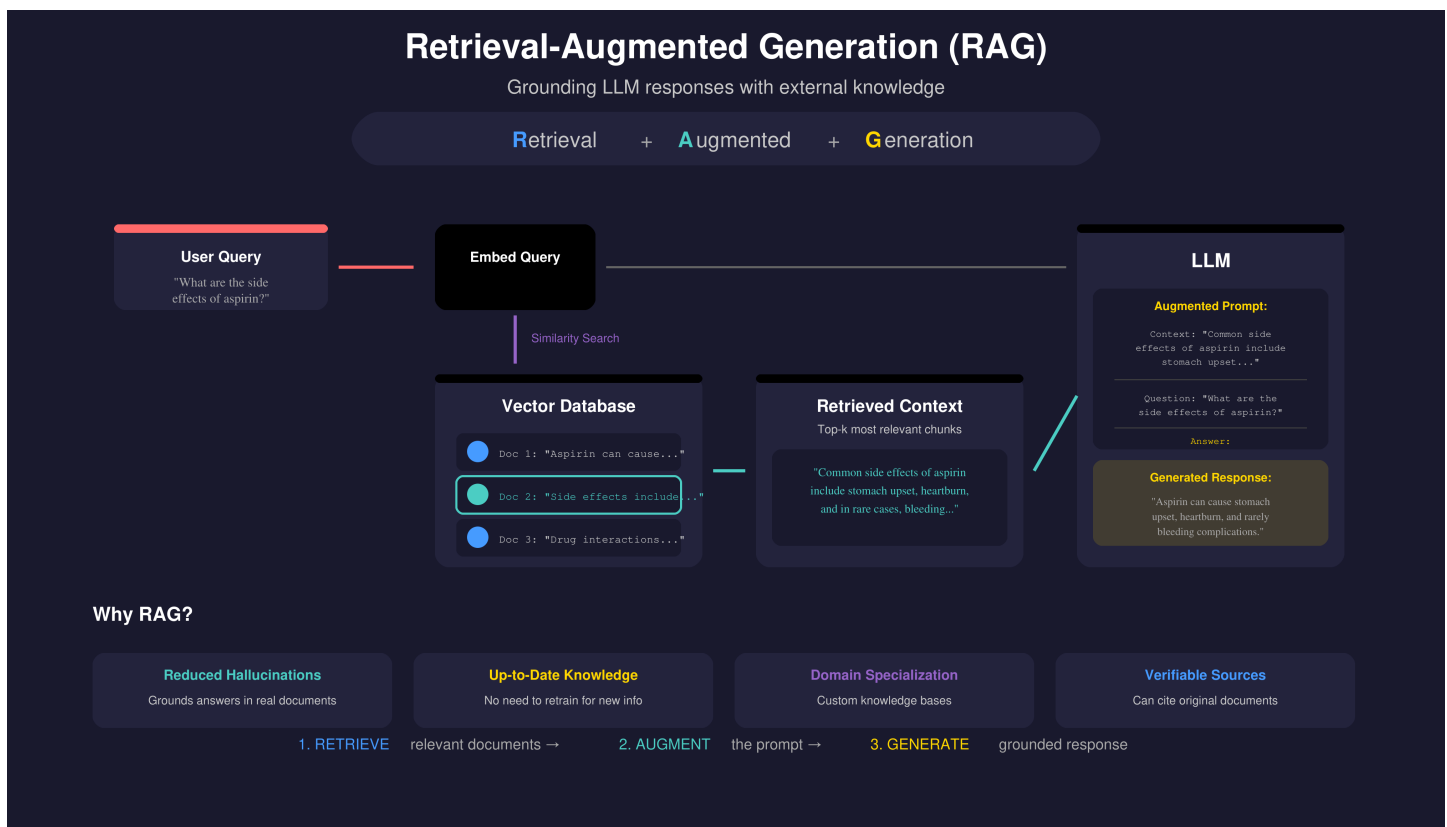 Retrieval-Augmented Generation (RAG)
Grounding LLM responses with external knowledge
Retrieval + Augmented + Generation
User Query
"What are the side
effects of aspirin?"
Embed Query
Similarity Search
Vector Database
Doc 1: "Aspirin can cause..."
Doc 2: "Side effects include..."
Doc 3: "Drug interactions..."
Retrieved Context
Top-k most relevant chunks
"Common side effects of aspirin
include stomach upset, heartburn,
and in rare cases, bleeding..."
LLM
Augmented Prompt:
Context: "Common side
effects of aspirin include
stomach upset..."
Question: "What are the
side effects of aspirin?"
Answer:
Generated Response:
"Aspirin can cause stomach
upset, heartburn, and rarely
bleeding complications."
Why RAG?
Reduced Hallucinations
Grounds answers in real documents
Up-to-Date Knowledge
No need to retrain for new info
Domain Specialization
Custom knowledge bases
Verifiable Sources
Can cite original documents
1. RETRIEVE relevant documents → 2. AUGMENT the prompt → 3. GENERATE grounded response